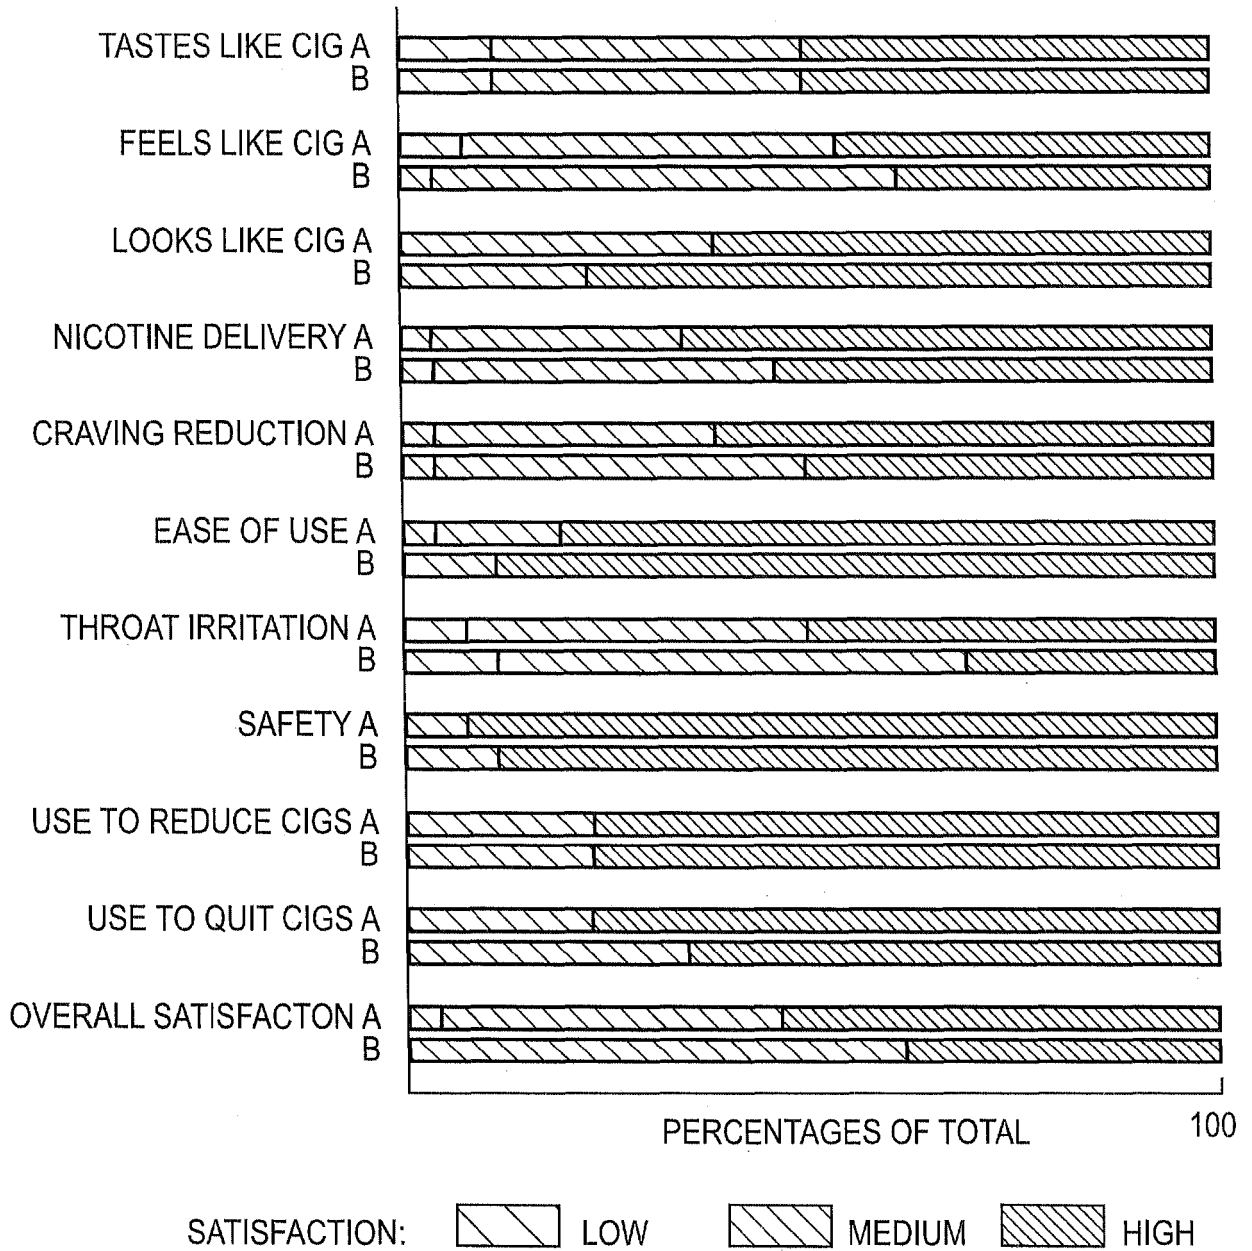 TASTES LIKE CIG A
B
FEELS LIKE CIG A
B
LOOKS LIKE CIG A
B
NICOTINE DELIVERY A
B
CRAVING REDUCTION A
B
EASE OF USE A
B
THROAT IRRITATION A
B
SAFETY A
B
USE TO REDUCE CIGS A
B
USE TO QUIT CIGS A
B
OVERALL SATISFACTON A
B
PERCENTAGES OF TOTAL 100
SATISFACTION: LOW MEDIUM HIGH